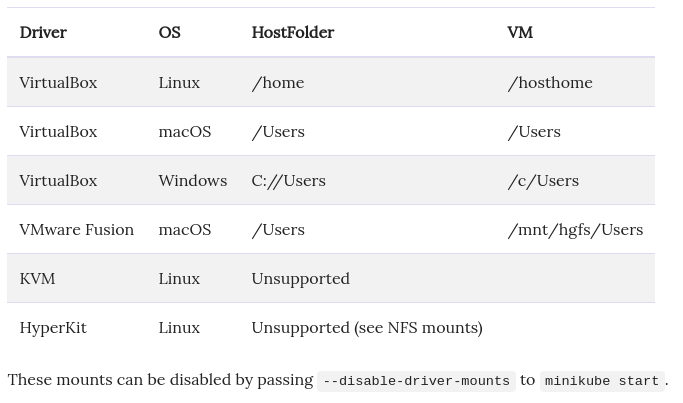 Driver OS HostFolder VM
VirtualBox Linux /home /hosthome
VirtualBox macOS /Users /Users
VirtualBox Windows C://Users /c/Users
VMware Fusion macOS /Users /mnt/hgfs/Users
KVM Linux Unsupported
HyperKit Linux Unsupported (see NFS mounts)
These mounts can be disabled by passing --disable-driver-mounts to minikube start.